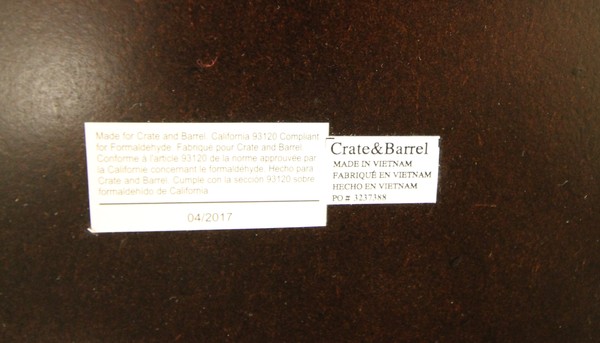 Made for Crate and Barrel. California 93120 Compliant
for Formaldehyde. Fabriqué pour Crate and Barrel.
Conforme à l'article 93120 de la norme approuvée par
la Californie concernant le formaldéhyde. Hecho para
Crate and Barrel. Cumple con la sección 93120 sobre
formaldehído de California.
04/2017
Crate&Barrel
MADE IN VIETNAM
FABRIQUÉ EN VIETNAM
HECHO EN VIETNAM
PO # 3237388